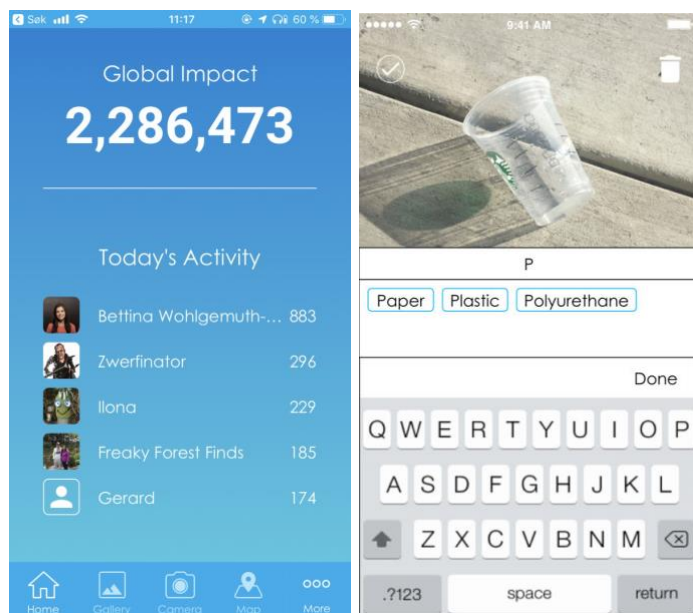 Søk 11:17 60 %
Global Impact
2,286,473
Today's Activity
Bettina Wohlgemuth-... 883
Zwerfinator 296
Ilona 229
Freaky Forest Finds 185
Gerard 174
Home Gallery Camera Map More
9:41 AM
P
Paper Plastic Polyurethane
Done
Q W E R T Y U I O P
A S D F G H J K L
Z X C V B N M
.?123 space return